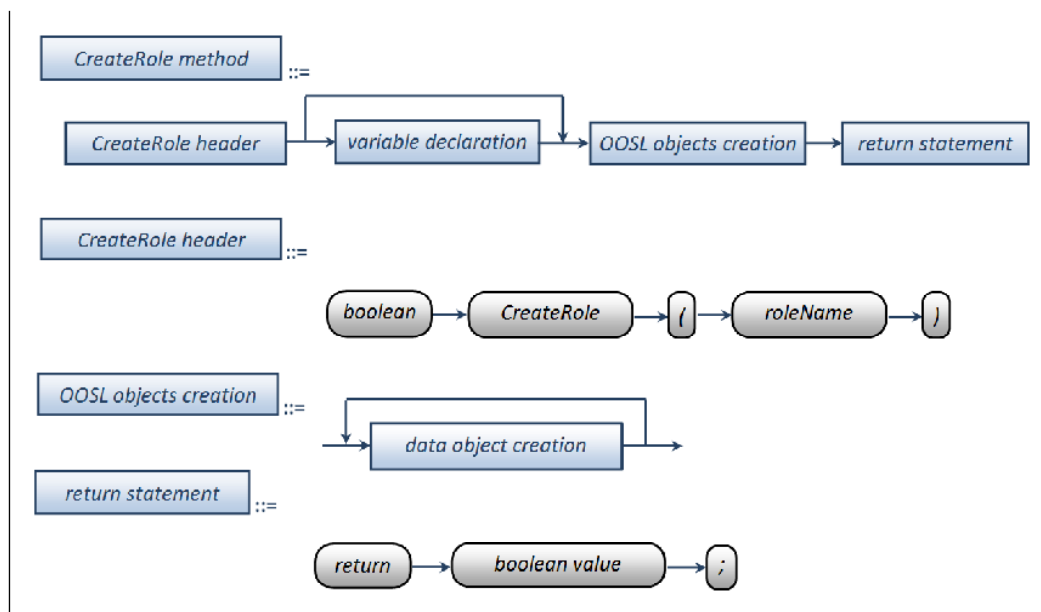 CreateRole method ::=
CreateRole header variable declaration OOSL objects creation return statement
CreateRole header ::=
boolean CreateRole ( roleName )
OOSL objects creation ::=
data object creation
return statement ::=
return boolean value ;